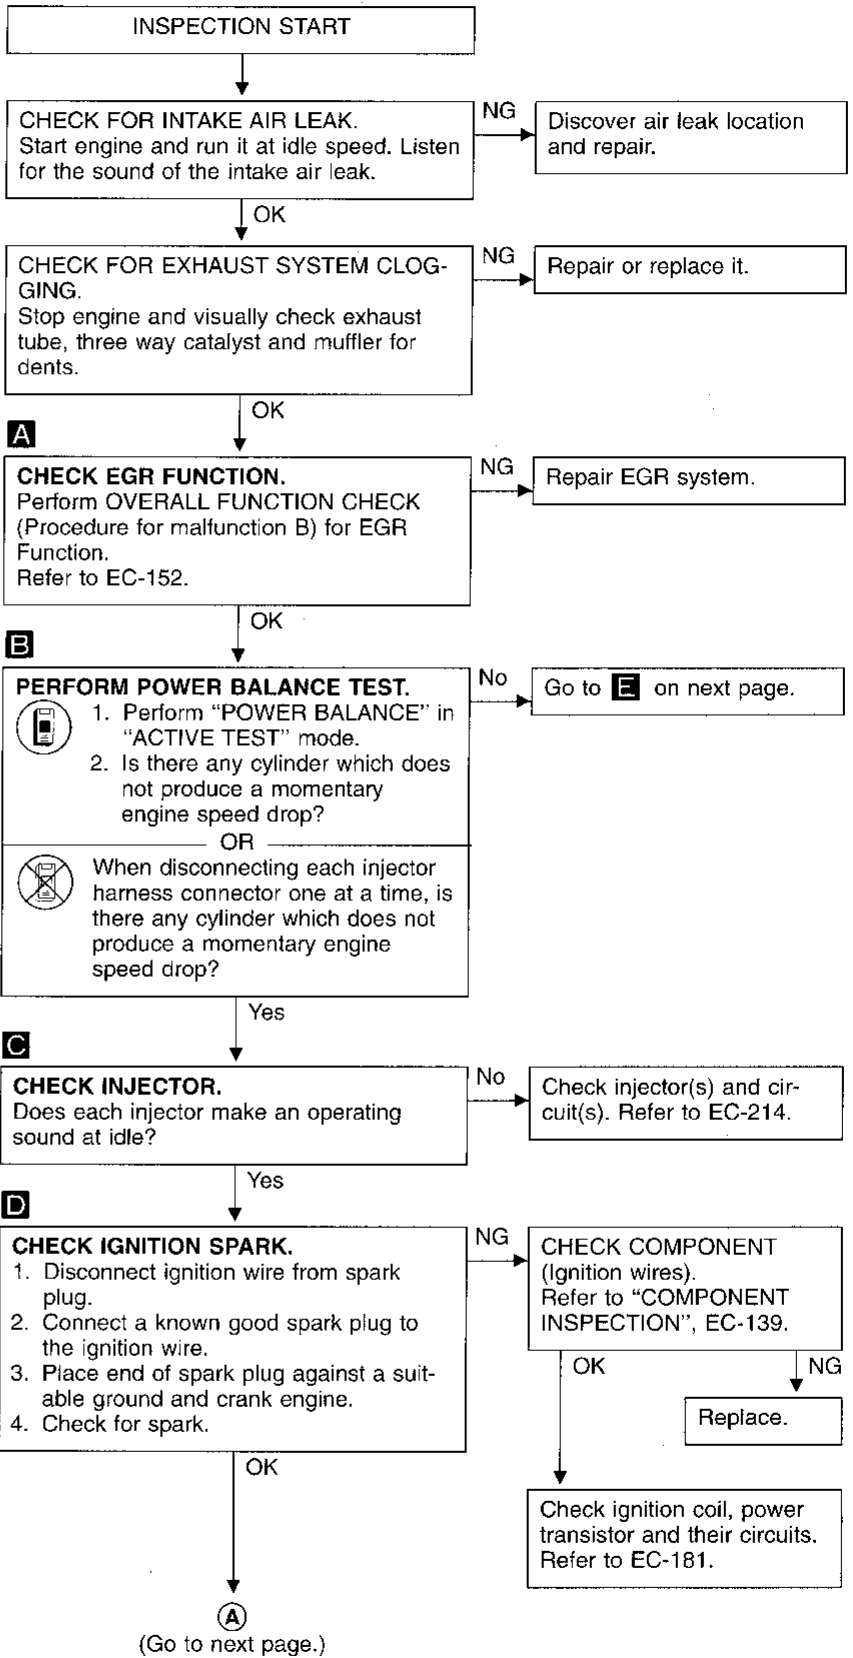 INSPECTION START
CHECK FOR INTAKE AIR LEAK.
Start engine and run it at idle speed. Listen
for the sound of the intake air leak.
NG
Discover air leak location
and repair.
OK
CHECK FOR EXHAUST SYSTEM CLOG-
GING.
Stop engine and visually check exhaust
tube, three way catalyst and muffler for
dents.
NG
Repair or replace it.
OK
A
CHECK EGR FUNCTION.
Perform OVERALL FUNCTION CHECK
(Procedure for malfunction B) for EGR
Function.
Refer to EC-152.
NG
Repair EGR system.
OK
B
PERFORM POWER BALANCE TEST.
1. Perform “POWER BALANCE” in
“ACTIVE TEST” mode.
2. Is there any cylinder which does
not produce a momentary
engine speed drop?
OR
When disconnecting each injector
harness connector one at a time, is
there any cylinder which does not
produce a momentary engine
speed drop?
No
Go to E on next page.
Yes
C
CHECK INJECTOR.
Does each injector make an operating
sound at idle?
No
Check injector(s) and cir-
cuit(s). Refer to EC-214.
Yes
D
CHECK IGNITION SPARK.
1. Disconnect ignition wire from spark
plug.
2. Connect a known good spark plug to
the ignition wire.
3. Place end of spark plug against a suit-
able ground and crank engine.
4. Check for spark.
NG
CHECK COMPONENT
(Ignition wires).
Refer to “COMPONENT
INSPECTION”, EC-139.
OK
NG
Replace.
Check ignition coil, power
transistor and their circuits.
Refer to EC-181.
OK
A
(Go to next page.)